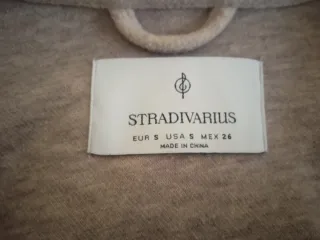 STRADIVARIUS
EUR S USA S MEX 26
MADE IN CHINA